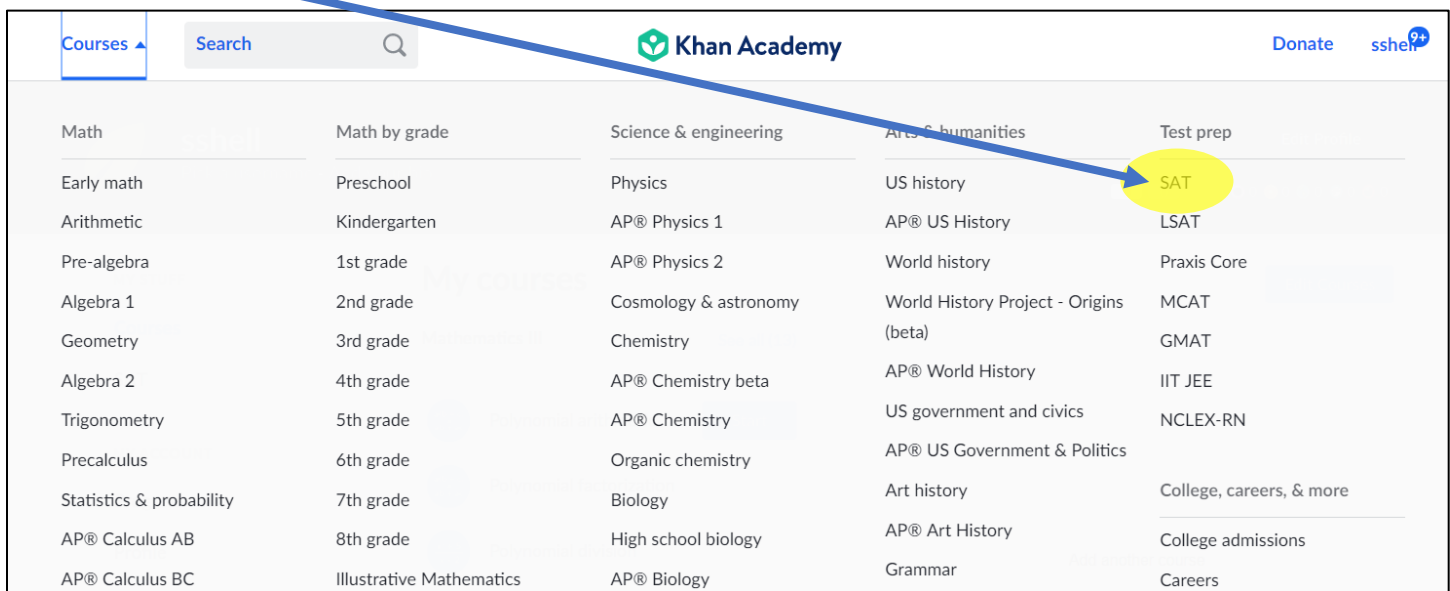 Courses
Search
Khan Academy
Donate
9+
Math
Early math
Arithmetic
Pre-algebra
Algebra 1
Geometry
Algebra 2
Trigonometry
Precalculus
Statistics & probability
AP® Calculus AB
AP® Calculus BC
Math by grade
Preschool
Kindergarten
1st grade
2nd grade
3rd grade
4th grade
5th grade
6th grade
7th grade
8th grade
Illustrative Mathematics
Science & engineering
Physics
AP® Physics 1
AP® Physics 2
Cosmology & astronomy
Chemistry
AP® Chemistry beta
AP® Chemistry
Organic chemistry
Biology
High school biology
AP® Biology
Arts & humanities
US history
AP® US History
World history
World History Project - Origins
(beta)
AP® World History
US government and civics
AP® US Government & Politics
Art history
AP® Art History
Grammar
Test prep
SAT
LSAT
Praxis Core
MCAT
GMAT
IIT JEE
NCLEX-RN
College, careers, & more
College admissions
Careers
My courses